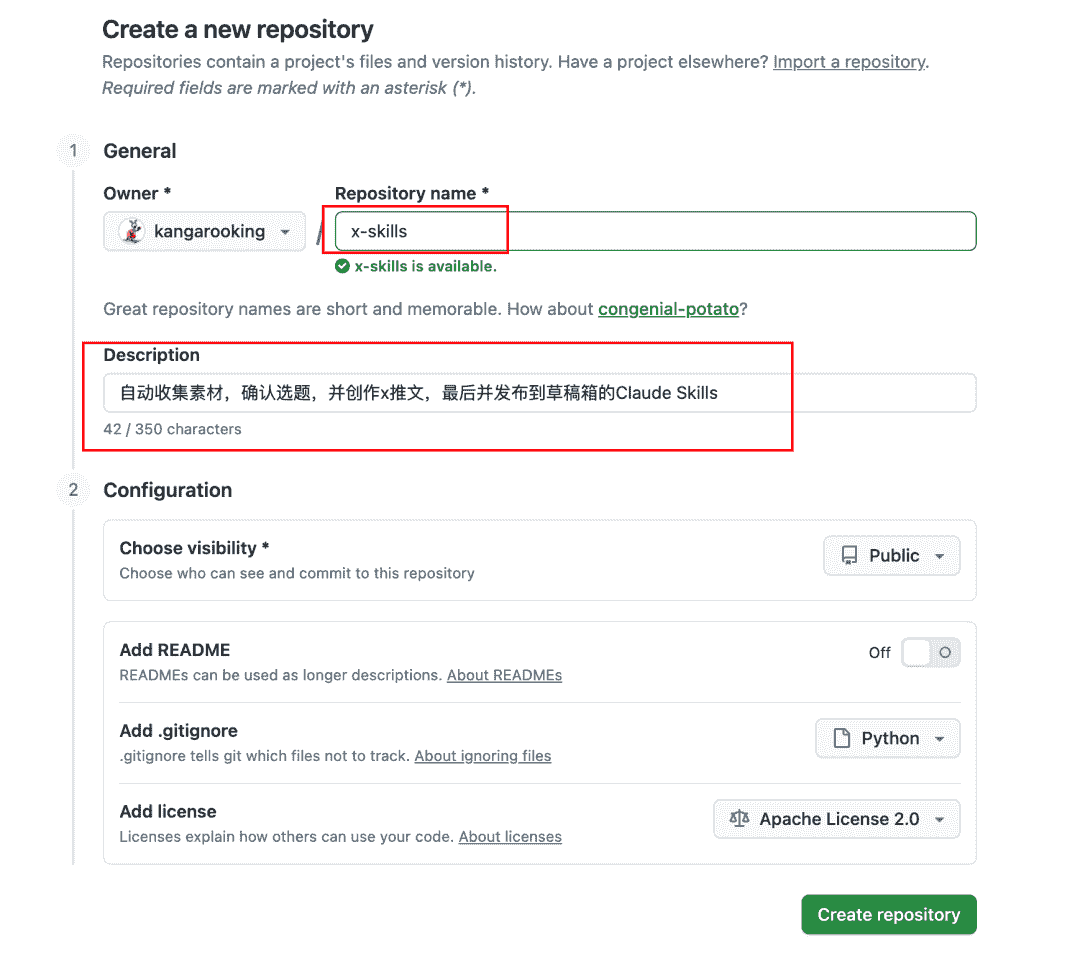 Create a new repository
Repositories contain a project's files and version history. Have a project elsewhere? Import a repository.
Required fields are marked with an asterisk (*).
1 General
Owner * Repository name *
kangarooking / x-skills
x-skills is available.
Great repository names are short and memorable. How about congenial-potato?
Description
自动收集素材，确认选题，并创作x推文，最后并发布到草稿箱的Claude Skills
42 / 350 characters
2 Configuration
Choose visibility *
Public
Choose who can see and commit to this repository
Add README
Off
READMEs can be used as longer descriptions. About READMEs
Add .gitignore
Python
.gitignore tells git which files not to track. About ignoring files
Add license
Apache License 2.0
Licenses explain how others can use your code. About licenses
Create repository